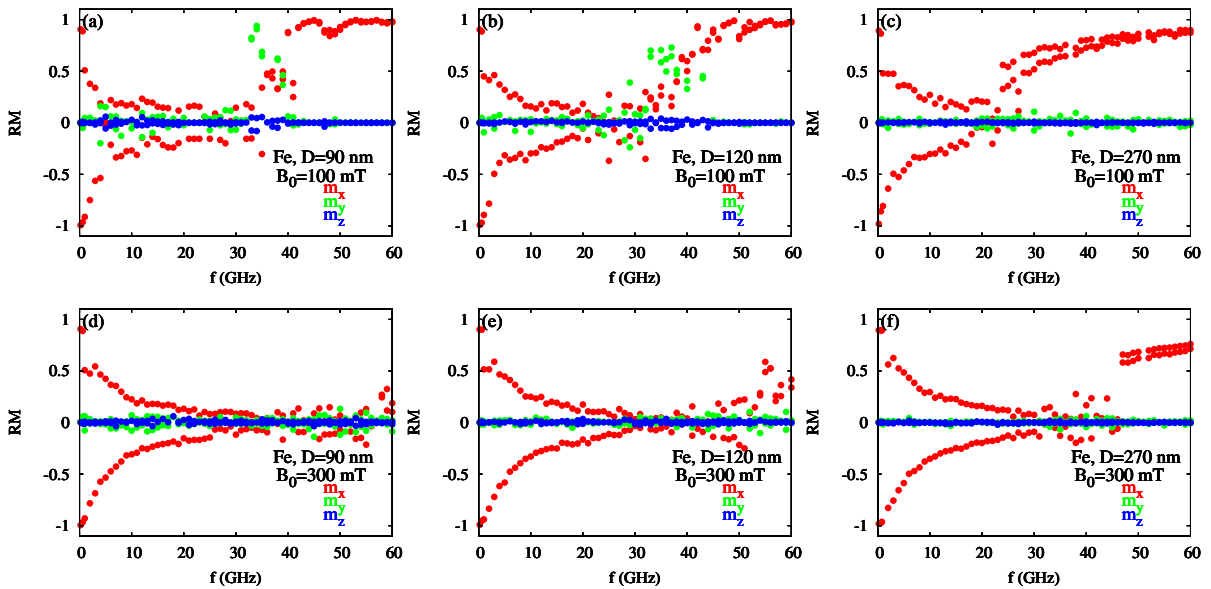 (a)
1
0.5
0
-0.5
-1
RM
Fe, D=90 nm
B0=100 mT
mx
my
mz
0 10 20 30 40 50 60
f (GHz)
(b)
1
0.5
0
-0.5
-1
RM
Fe, D=120 nm
B0=100 mT
mx
my
mz
0 10 20 30 40 50 60
f (GHz)
(c)
1
0.5
0
-0.5
-1
RM
Fe, D=270 nm
B0=100 mT
mx
my
mz
0 10 20 30 40 50 60
f (GHz)
(d)
1
0.5
0
-0.5
-1
RM
Fe, D=90 nm
B0=300 mT
mx
my
mz
0 10 20 30 40 50 60
f (GHz)
(e)
1
0.5
0
-0.5
-1
RM
Fe, D=120 nm
B0=300 mT
mx
my
mz
0 10 20 30 40 50 60
f (GHz)
(f)
1
0.5
0
-0.5
-1
RM
Fe, D=270 nm
B0=300 mT
mx
my
mz
0 10 20 30 40 50 60
f (GHz)